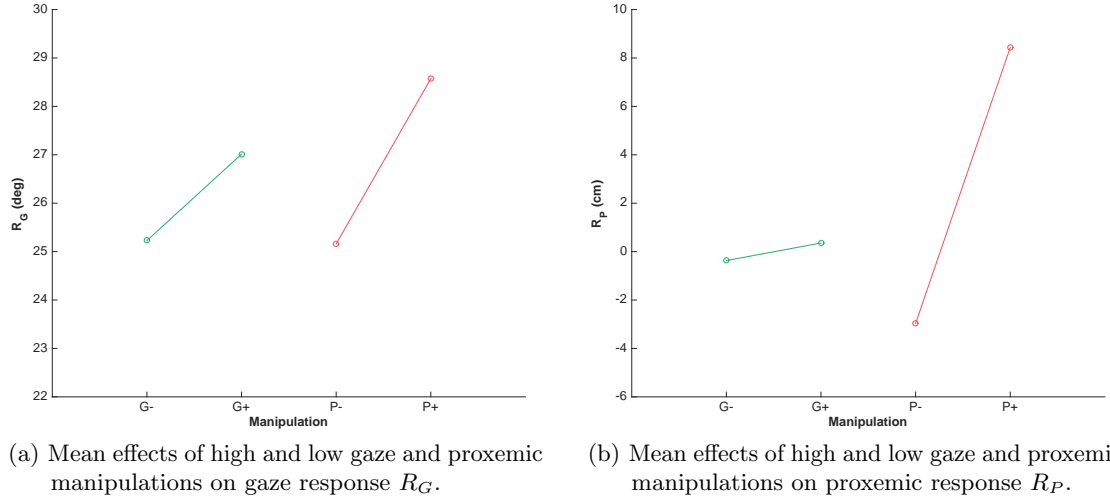 30
29
28
27
26
25
24
23
22
R_G (deg)
G- G+ P- P+
Manipulation
(a) Mean effects of high and low gaze and proxemic
manipulations on gaze response R_G.
10
8
6
4
2
0
-2
-4
-6
R_P (cm)
G- G+ P- P+
Manipulation
(b) Mean effects of high and low gaze and proxemi
manipulations on proxemic response R_P.